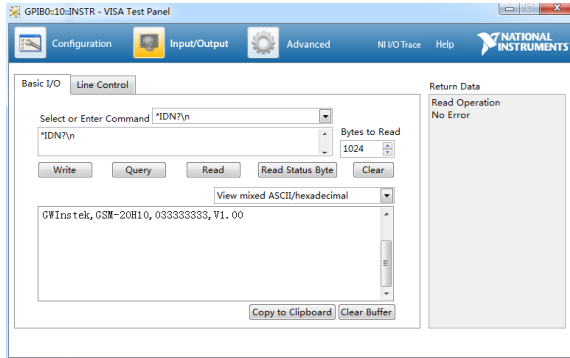 GPIB0::10::INSTR - VISA Test Panel
Configuration
Input/Output
Advanced
NI I/O Trace
Help
NATIONAL
INSTRUMENTS
Basic I/O
Line Control
Select or Enter Command
*IDN?\n
*IDN?\n
Bytes to Read
1024
Write
Query
Read
Read Status Byte
Clear
View mixed ASCII/hexadecimal
GWInstek,GSM-20H10,033333333,V1.00
Copy to Clipboard
Clear Buffer
Return Data
Read Operation
No Error